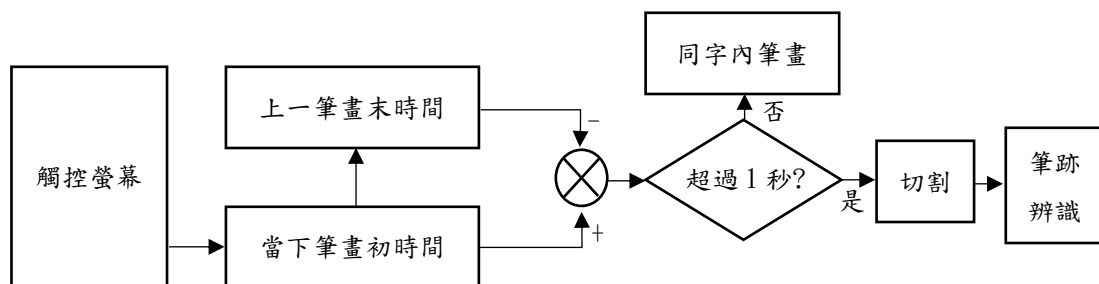 觸控螢幕
上一筆畫末時間
當下筆畫初時間
−
+
同字內筆畫
否
超過1秒?
是
切割
筆跡
辨識